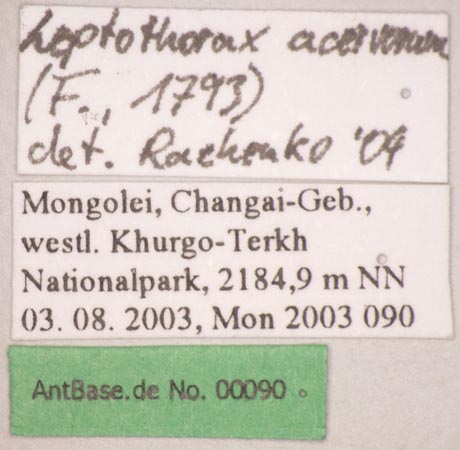 Leptothorax acervorum
(F., 1793)
det. Radchenko '04
Mongolei, Changai-Geb.,
westl. Khurgo-Terkh
Nationalpark, 2184,9 m NN
03. 08. 2003, Mon 2003 090
AntBase.de No. 00090